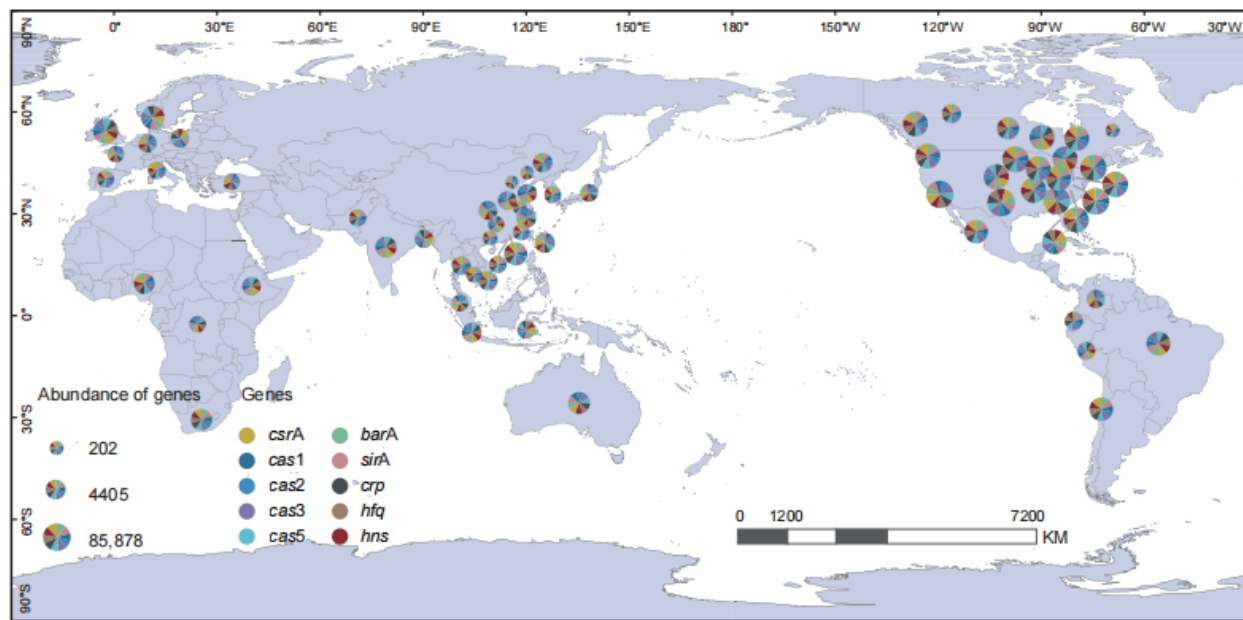 0° 30°E 60°E 90°E 120°E 150°E 120°W 90°W 60°W 30°W
90°N
60°N
30°N
0°
30°S
60°S
90°S
Abundance of genes
202
4405
85,878
Genes
csrA barA
cas1 sirA
cas2 crp
cas3 hfq
cas5 hns
0 1200 7200
KM